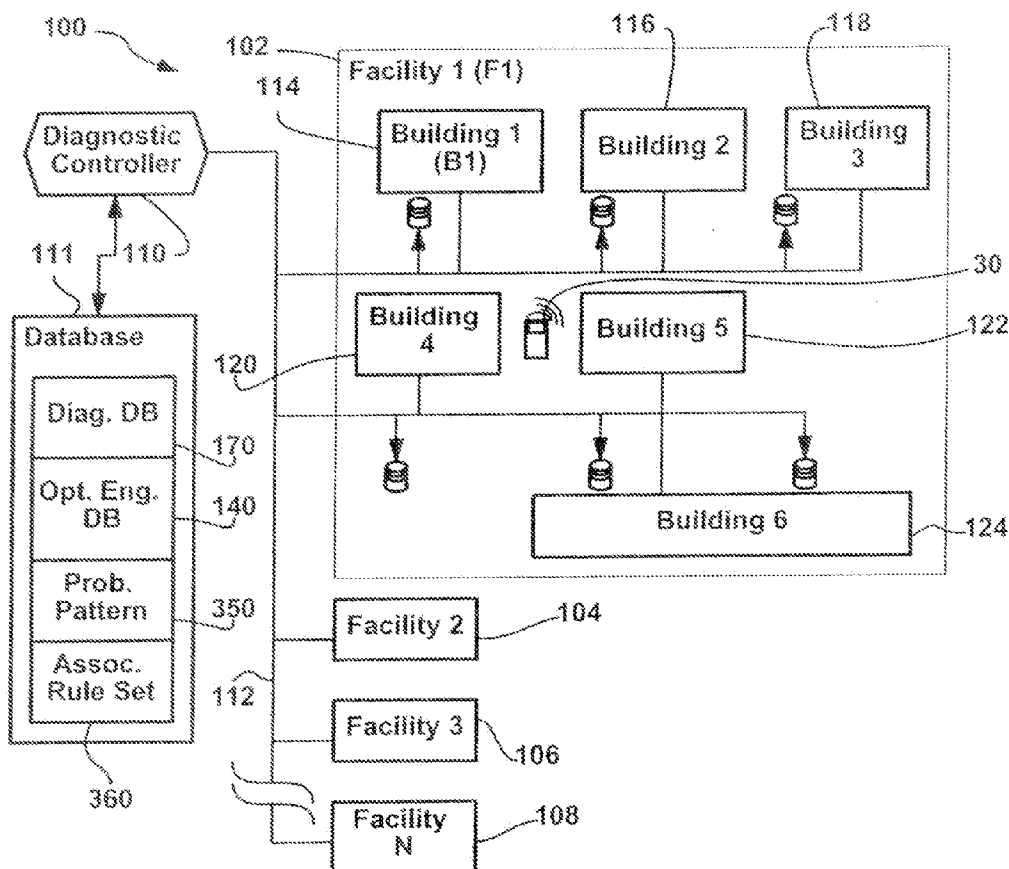 100
102
Facility 1 (F1)
116
118
114
Diagnostic
Controller
Building 1
(B1)
Building 2
Building
3
111
110
30
Database
Building
4
Building 5
122
120
Diag. DB
170
Opt. Eng.
DB
140
Building 6
124
Prob.
Pattern
350
Facility 2
104
Assoc.
Rule Set
112
Facility 3
106
360
Facility
N
108